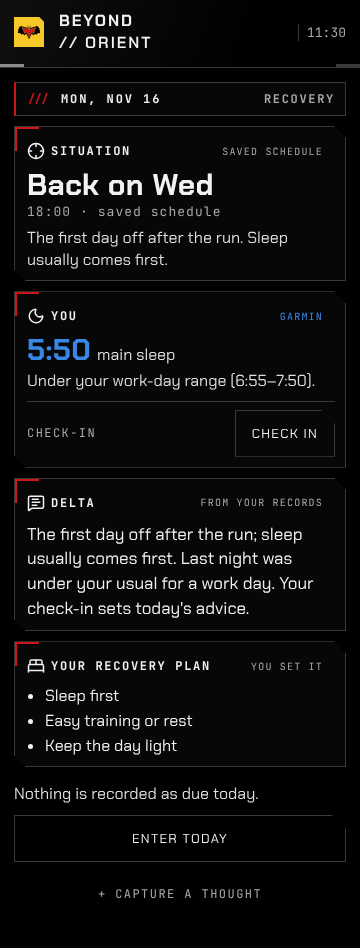 BEYOND
// ORIENT
11:30
/// MON, NOV 16
RECOVERY
SITUATION
SAVED SCHEDULE
Back on Wed
18:00 · saved schedule
The first day off after the run. Sleep
usually comes first.
YOU
GARMIN
5:50 main sleep
Under your work-day range (6:55–7:50).
CHECK-IN
CHECK IN
DELTA
FROM YOUR RECORDS
The first day off after the run; sleep
usually comes first. Last night was
under your usual for a work day. Your
check-in sets today's advice.
YOUR RECOVERY PLAN
YOU SET IT
• Sleep first
• Easy training or rest
• Keep the day light
Nothing is recorded as due today.
ENTER TODAY
+ CAPTURE A THOUGHT